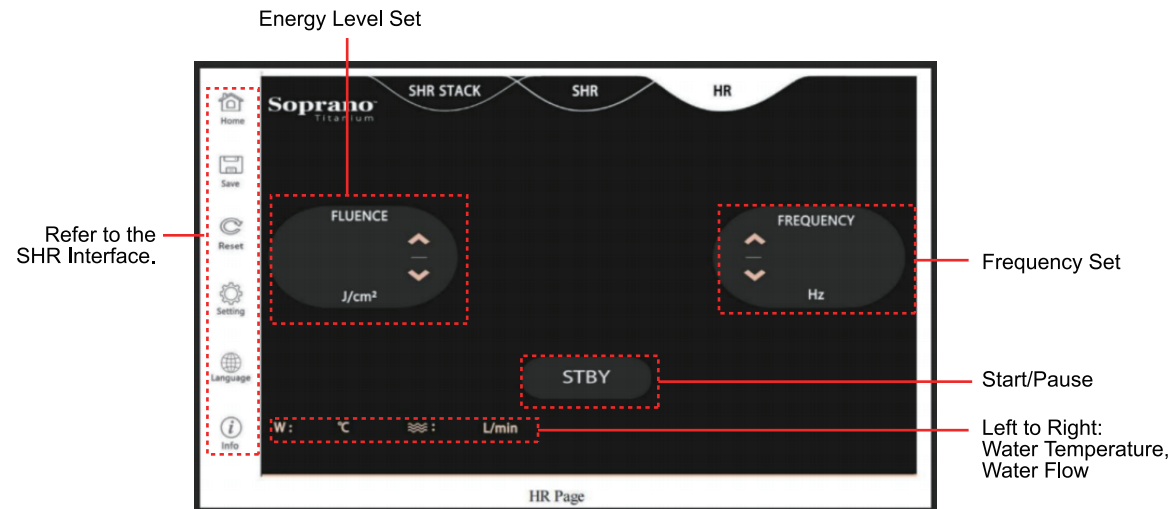 Energy Level Set
SHR STACK
SHR
HR
Soprano
Titanium
Home
Save
Reset
Setting
Language
Info
Refer to the
SHR Interface.
FLUENCE
J/cm²
FREQUENCY
Hz
Frequency Set
STBY
Start/Pause
W :
℃
:
L/min
Left to Right:
Water Temperature,
Water Flow
HR Page